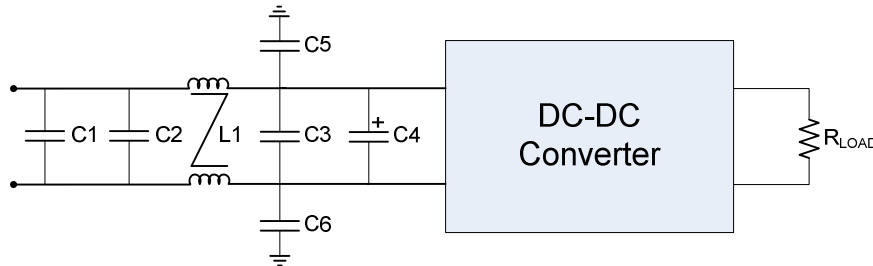 C5
C1
C2
L1
C3
+
C4
DC-DC
Converter
RLOAD
C6